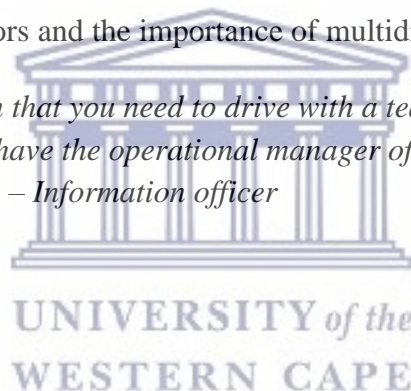 ors and the importance of multidi
that you need to drive with a tea
have the operational manager of
– Information officer
UNIVERSITY of the
WESTERN CAPE